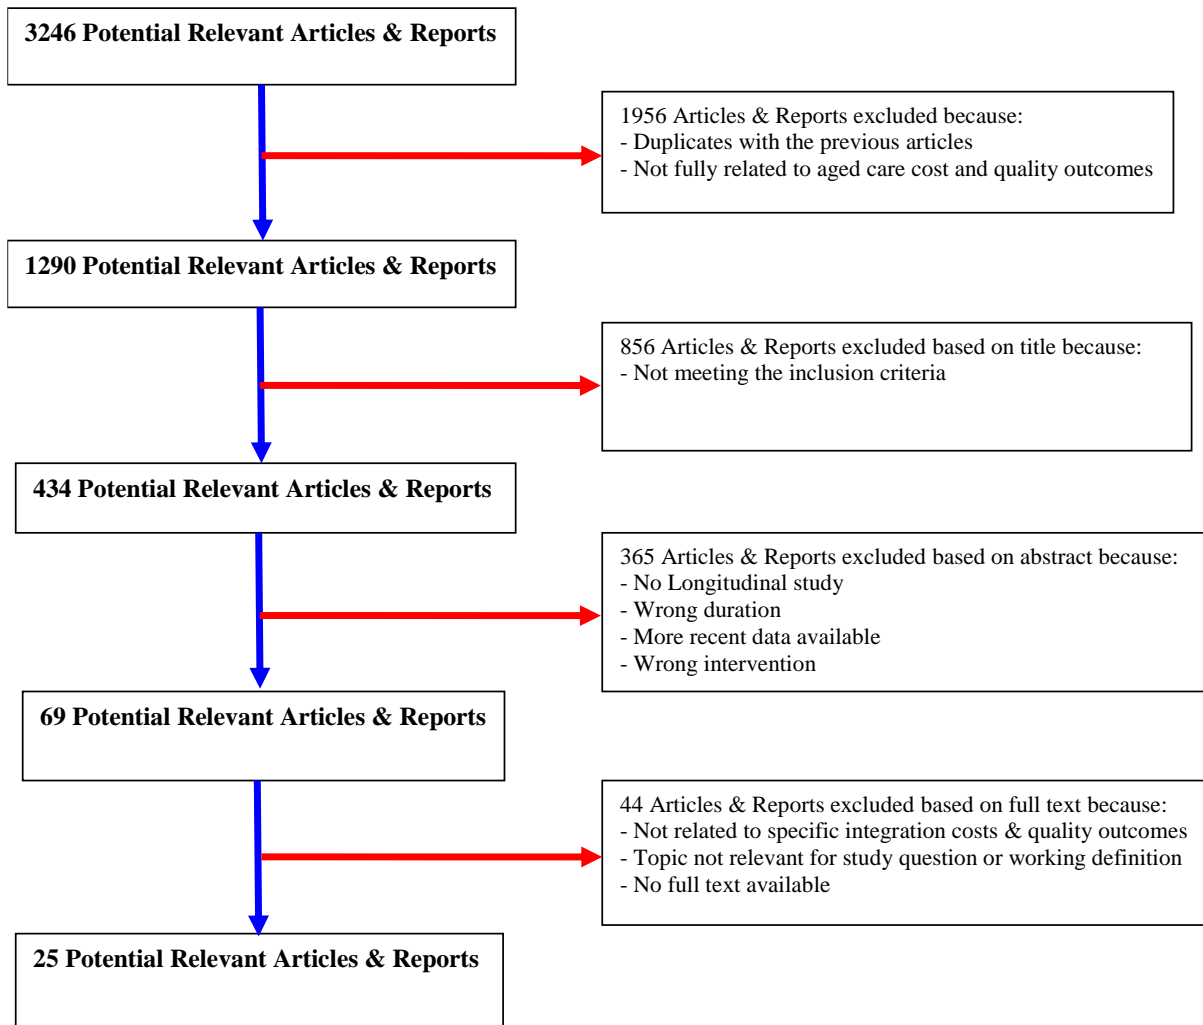 3246 Potential Relevant Articles & Reports
1956 Articles & Reports excluded because:
- Duplicates with the previous articles
- Not fully related to aged care cost and quality outcomes
1290 Potential Relevant Articles & Reports
856 Articles & Reports excluded based on title because:
- Not meeting the inclusion criteria
434 Potential Relevant Articles & Reports
365 Articles & Reports excluded based on abstract because:
- No Longitudinal study
- Wrong duration
- More recent data available
- Wrong intervention
69 Potential Relevant Articles & Reports
44 Articles & Reports excluded based on full text because:
- Not related to specific integration costs & quality outcomes
- Topic not relevant for study question or working definition
- No full text available
25 Potential Relevant Articles & Reports